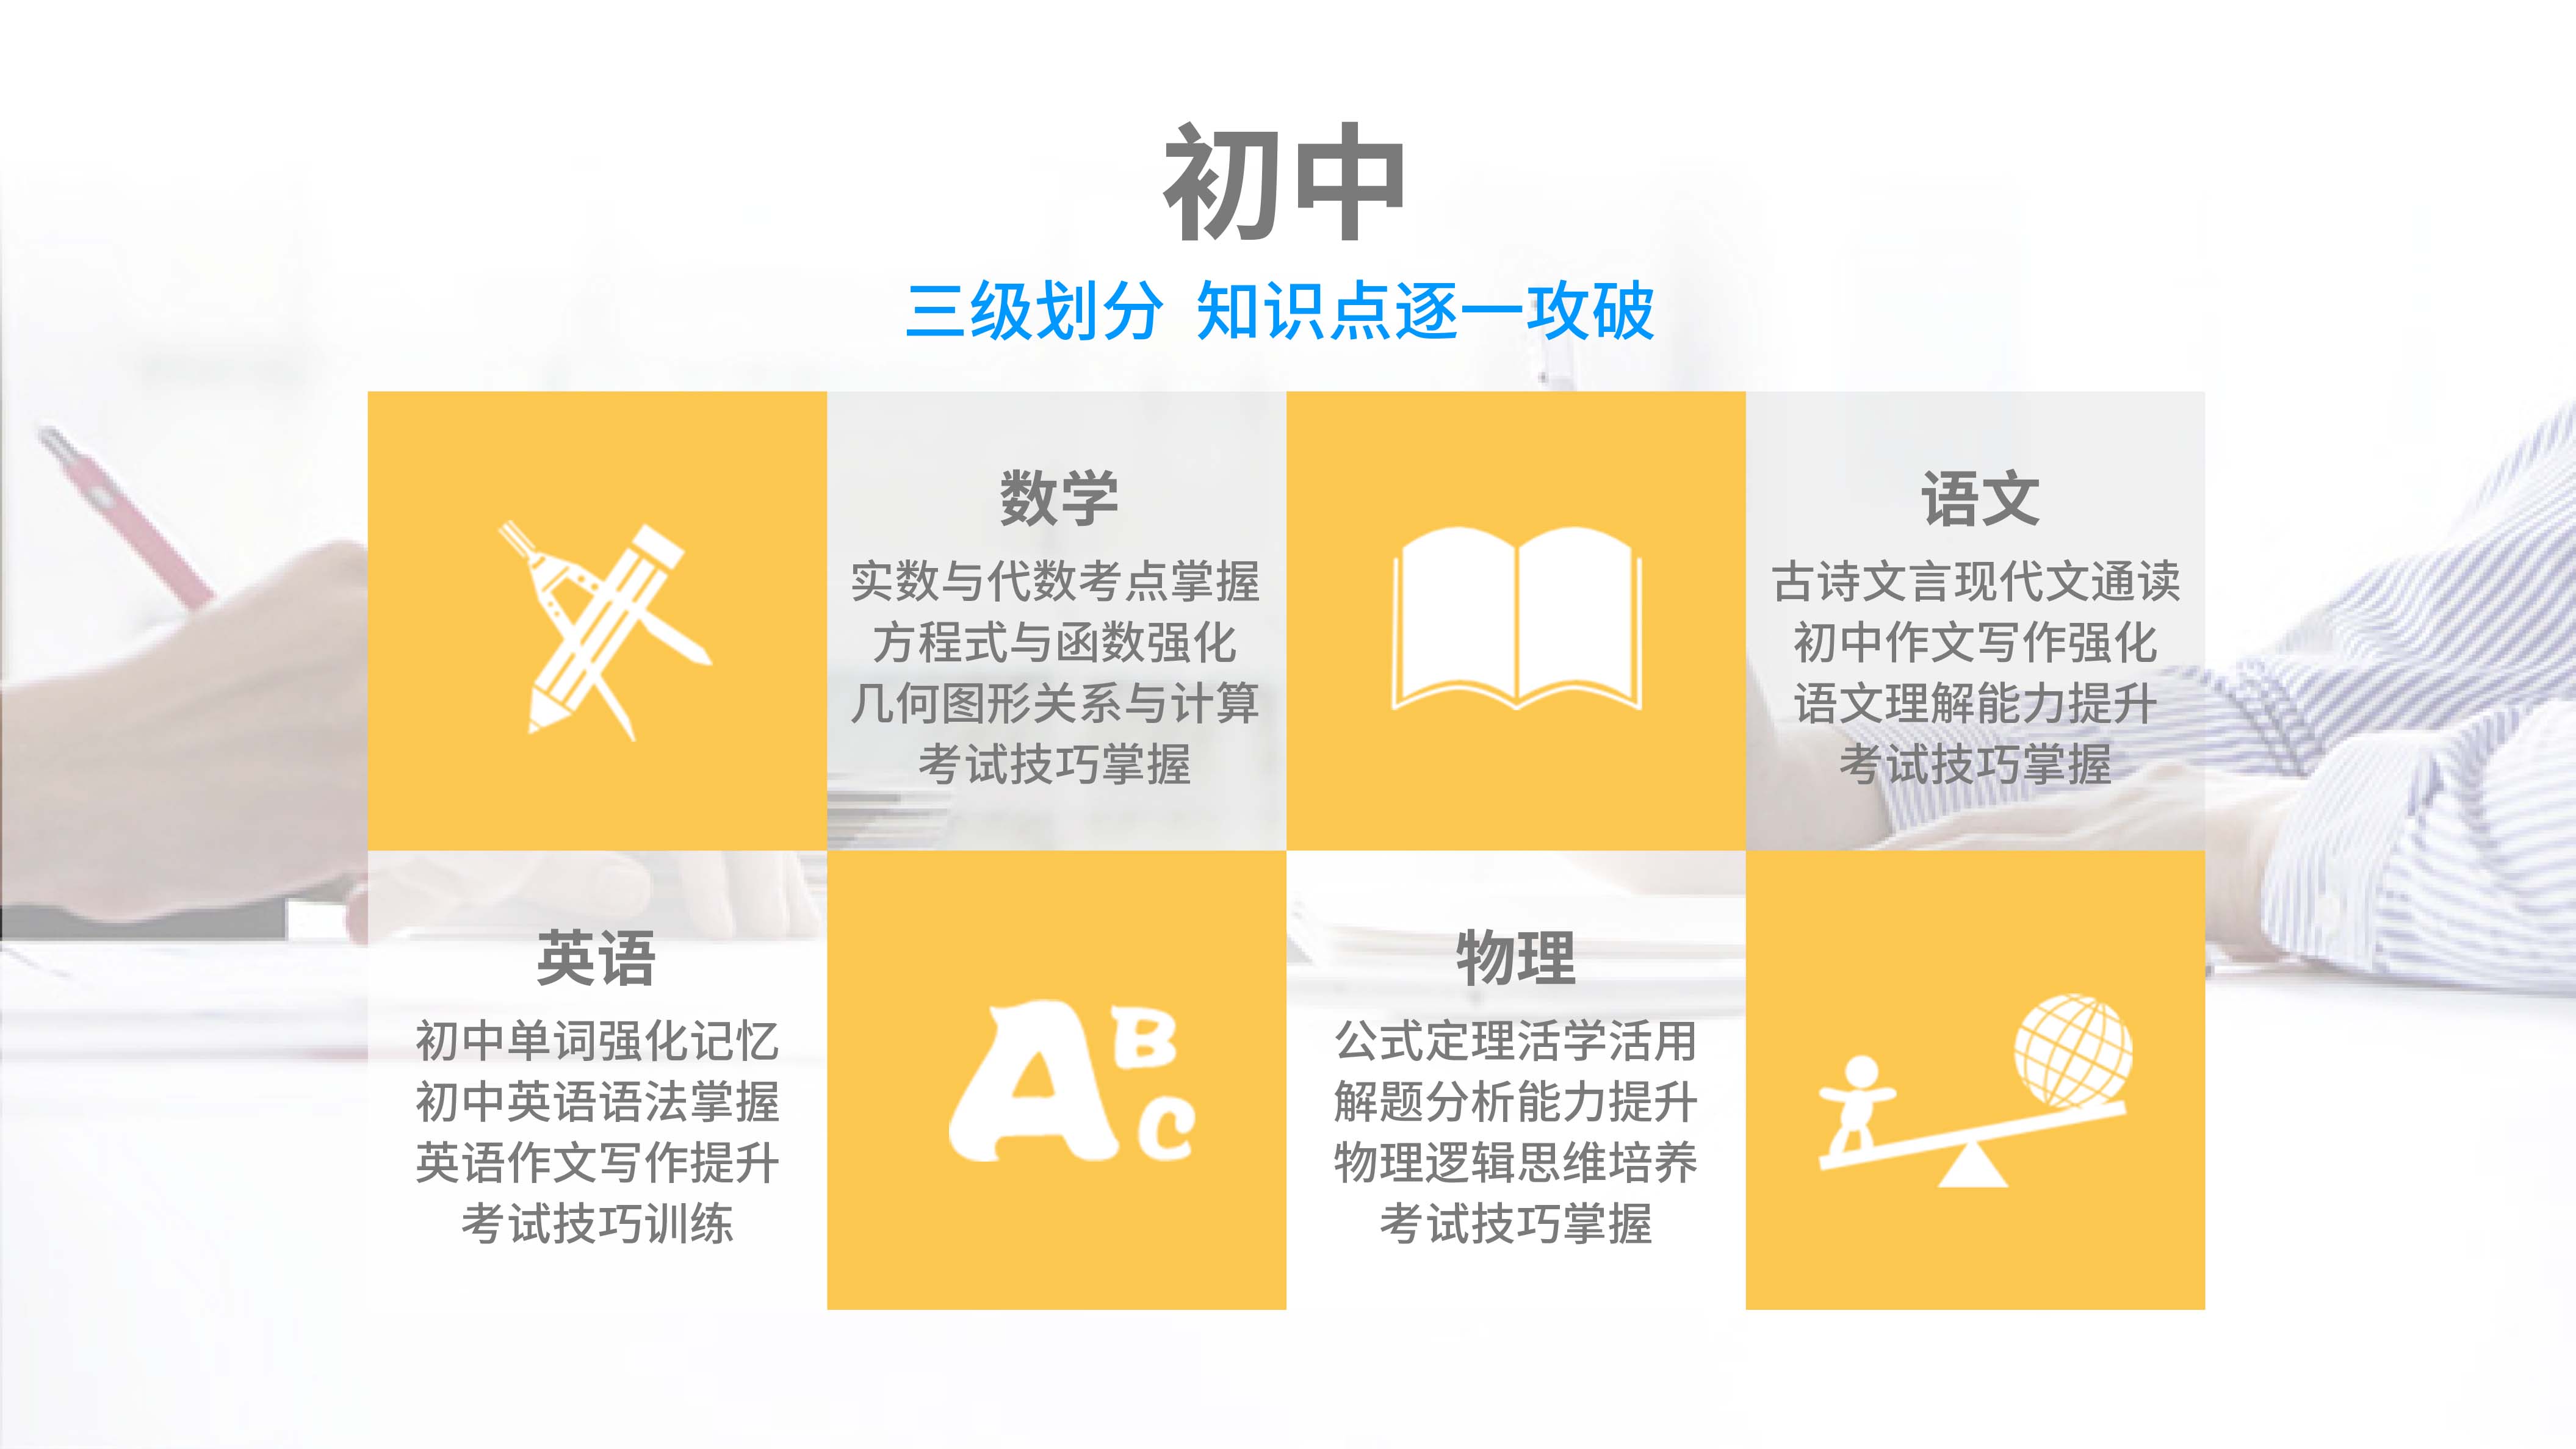 初中
三级划分 知识点逐一攻破
数学
实数与代数考点掌握
方程式与函数强化
几何图形关系与计算
考试技巧掌握
语文
古诗文言现代文通读
初中作文写作强化
语文理解能力提升
考试技巧掌握
英语
初中单词强化记忆
初中英语语法掌握
英语作文写作提升
考试技巧训练
A
B
C
物理
公式定理活学活用
解题分析能力提升
物理逻辑思维培养
考试技巧掌握